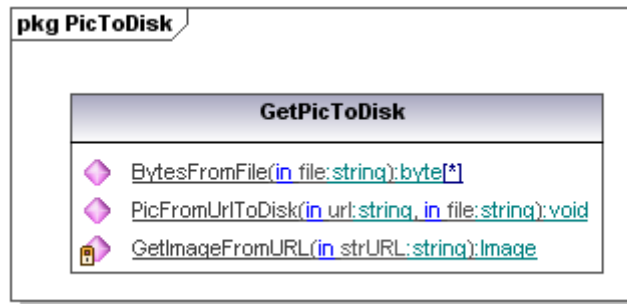 pkg PicToDisk
GetPicToDisk
BytesFromFile(in file:string):byte[*]
PicFromUrlToDisk(in url:string, in file:string):void
GetImageFromURL(in strURL:string):Image